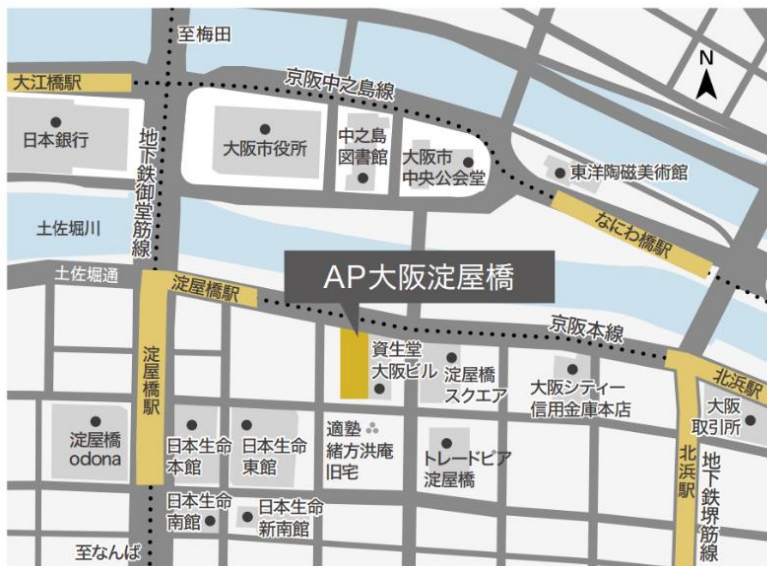 至梅田
大江橋駅
京阪中之島線
N
日本銀行
地下鉄御堂筋線
大阪市役所
中之島
図書館
大阪市
中央公会堂
東洋陶磁美術館
なにわ橋駅
土佐堀川
土佐堀通
淀屋橋駅
AP大阪淀屋橋
京阪本線
北浜駅
淀屋橋駅
資生堂
大阪ビル
淀屋橋
スクエア
大阪シティー
信用金庫本店
大阪
取引所
淀屋橋
odona
日本生命
本館
日本生命
東館
適塾
緒方洪庵
旧宅
トレードピア
淀屋橋
北浜駅
地下鉄堺筋線
日本生命
南館
日本生命
新南館
至なんば